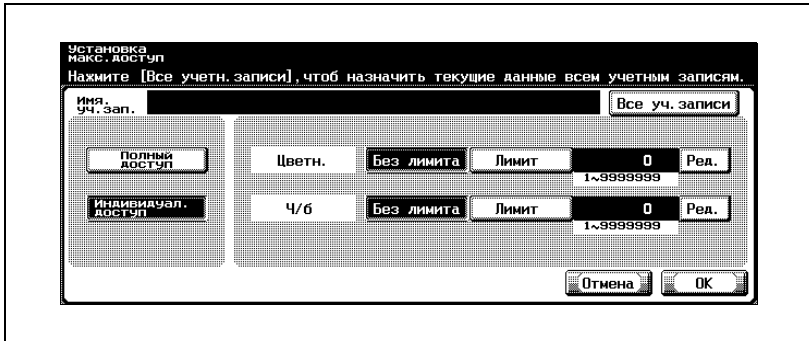 Установка
макс.доступ
Нажмите [Все учетн.записи],чтоб назначить текущие данные всем учетным записям.
Имя.
уч.зап.
Все уч.записи
Полный
доступ
Цветн. Без лимита Лимит 0 Ред.
1~9999999
Индивидуал.
доступ
Ч/б Без лимита Лимит 0 Ред.
1~9999999
Отмена OK